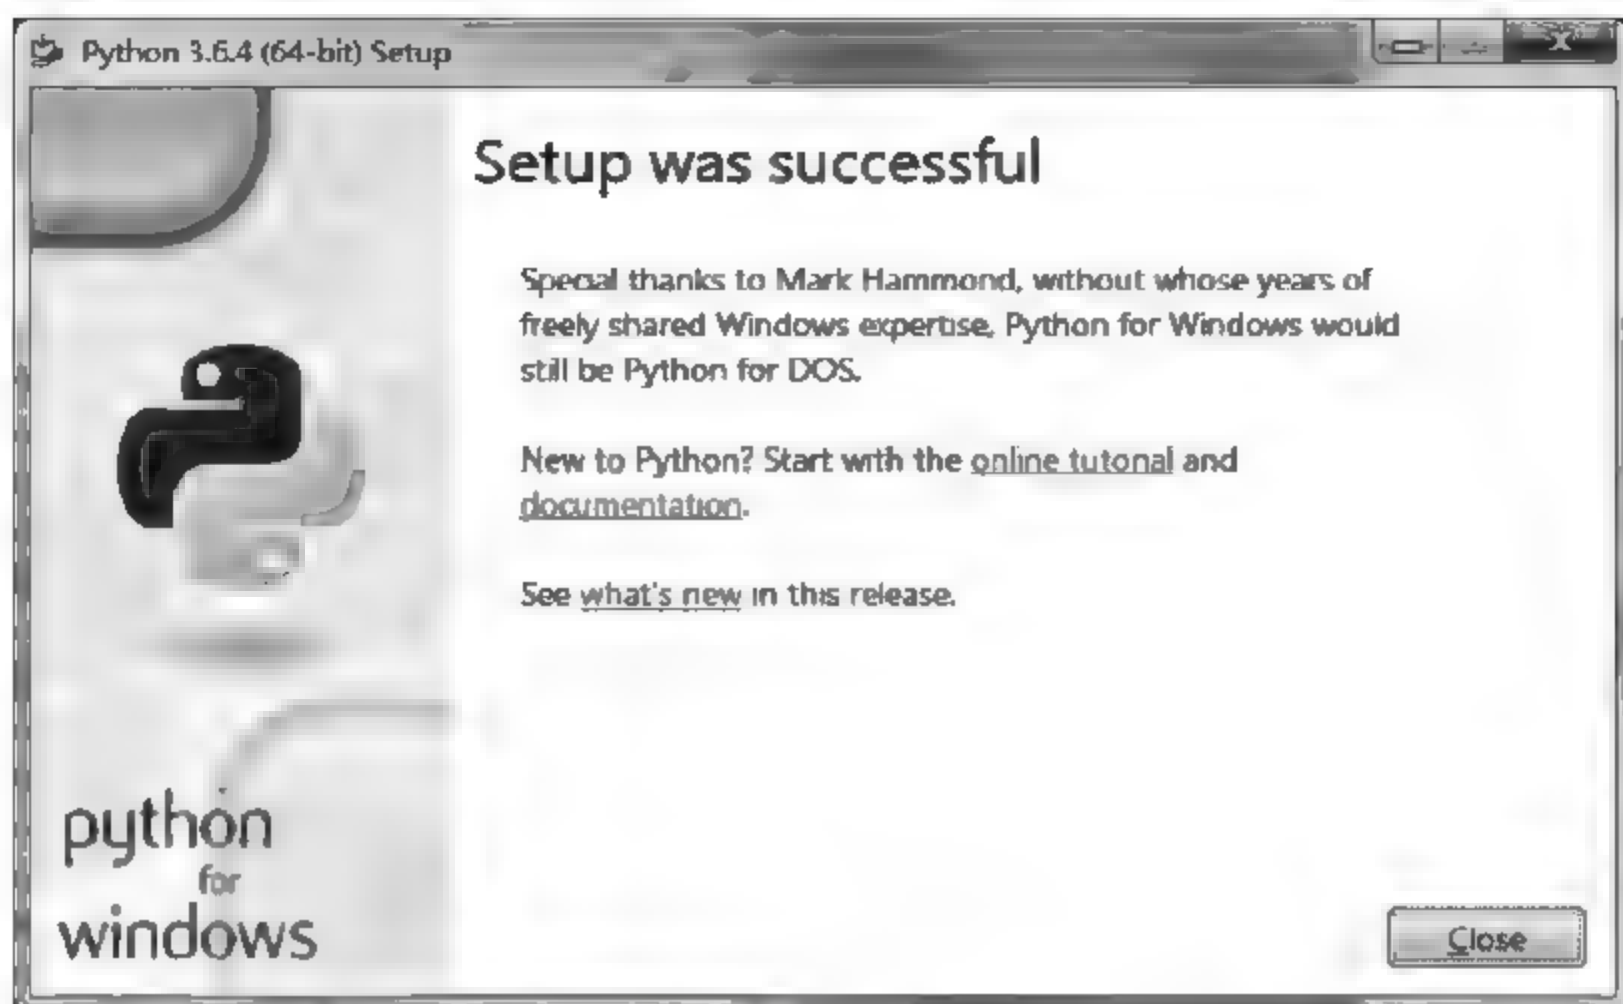 Python 3.6.4 (64-bit) Setup
Setup was successful
Special thanks to Mark Hammond, without whose years of
freely shared Windows expertise, Python for Windows would
still be Python for DOS.
New to Python? Start with the online tutorial and
documentation.
See what's new in this release.
python
for
windows
Close